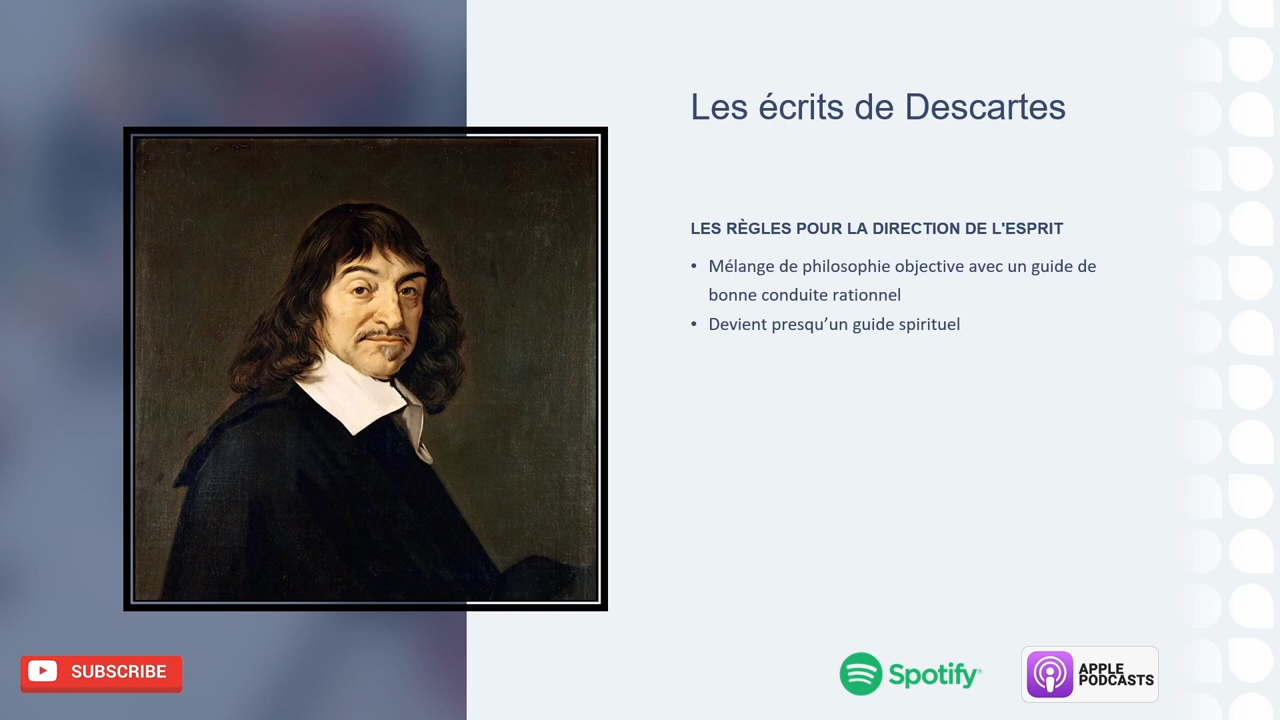 Les écrits de Descartes
LES RÈGLES POUR LA DIRECTION DE L'ESPRIT
• Mélange de philosophie objective avec un guide de
bonne conduite rationnel
• Devient presqu’un guide spirituel
SUBSCRIBE
Spotify
APPLE
PODCASTS